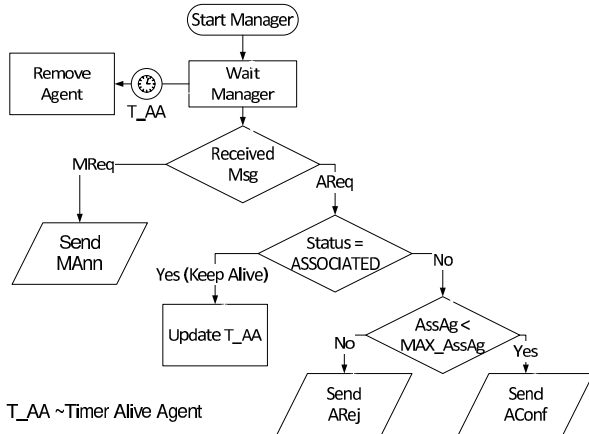 Start Manager
Remove
Agent
T_AA
Wait
Manager
Received
Msg
MReq
AReq
Send
MAnn
Status =
ASSOCIATED
Yes (Keep Alive)
No
Update T_AA
AssAg <
MAX_AssAg
No
Yes
Send
ARej
Send
AConf
T_AA ~Timer Alive Agent